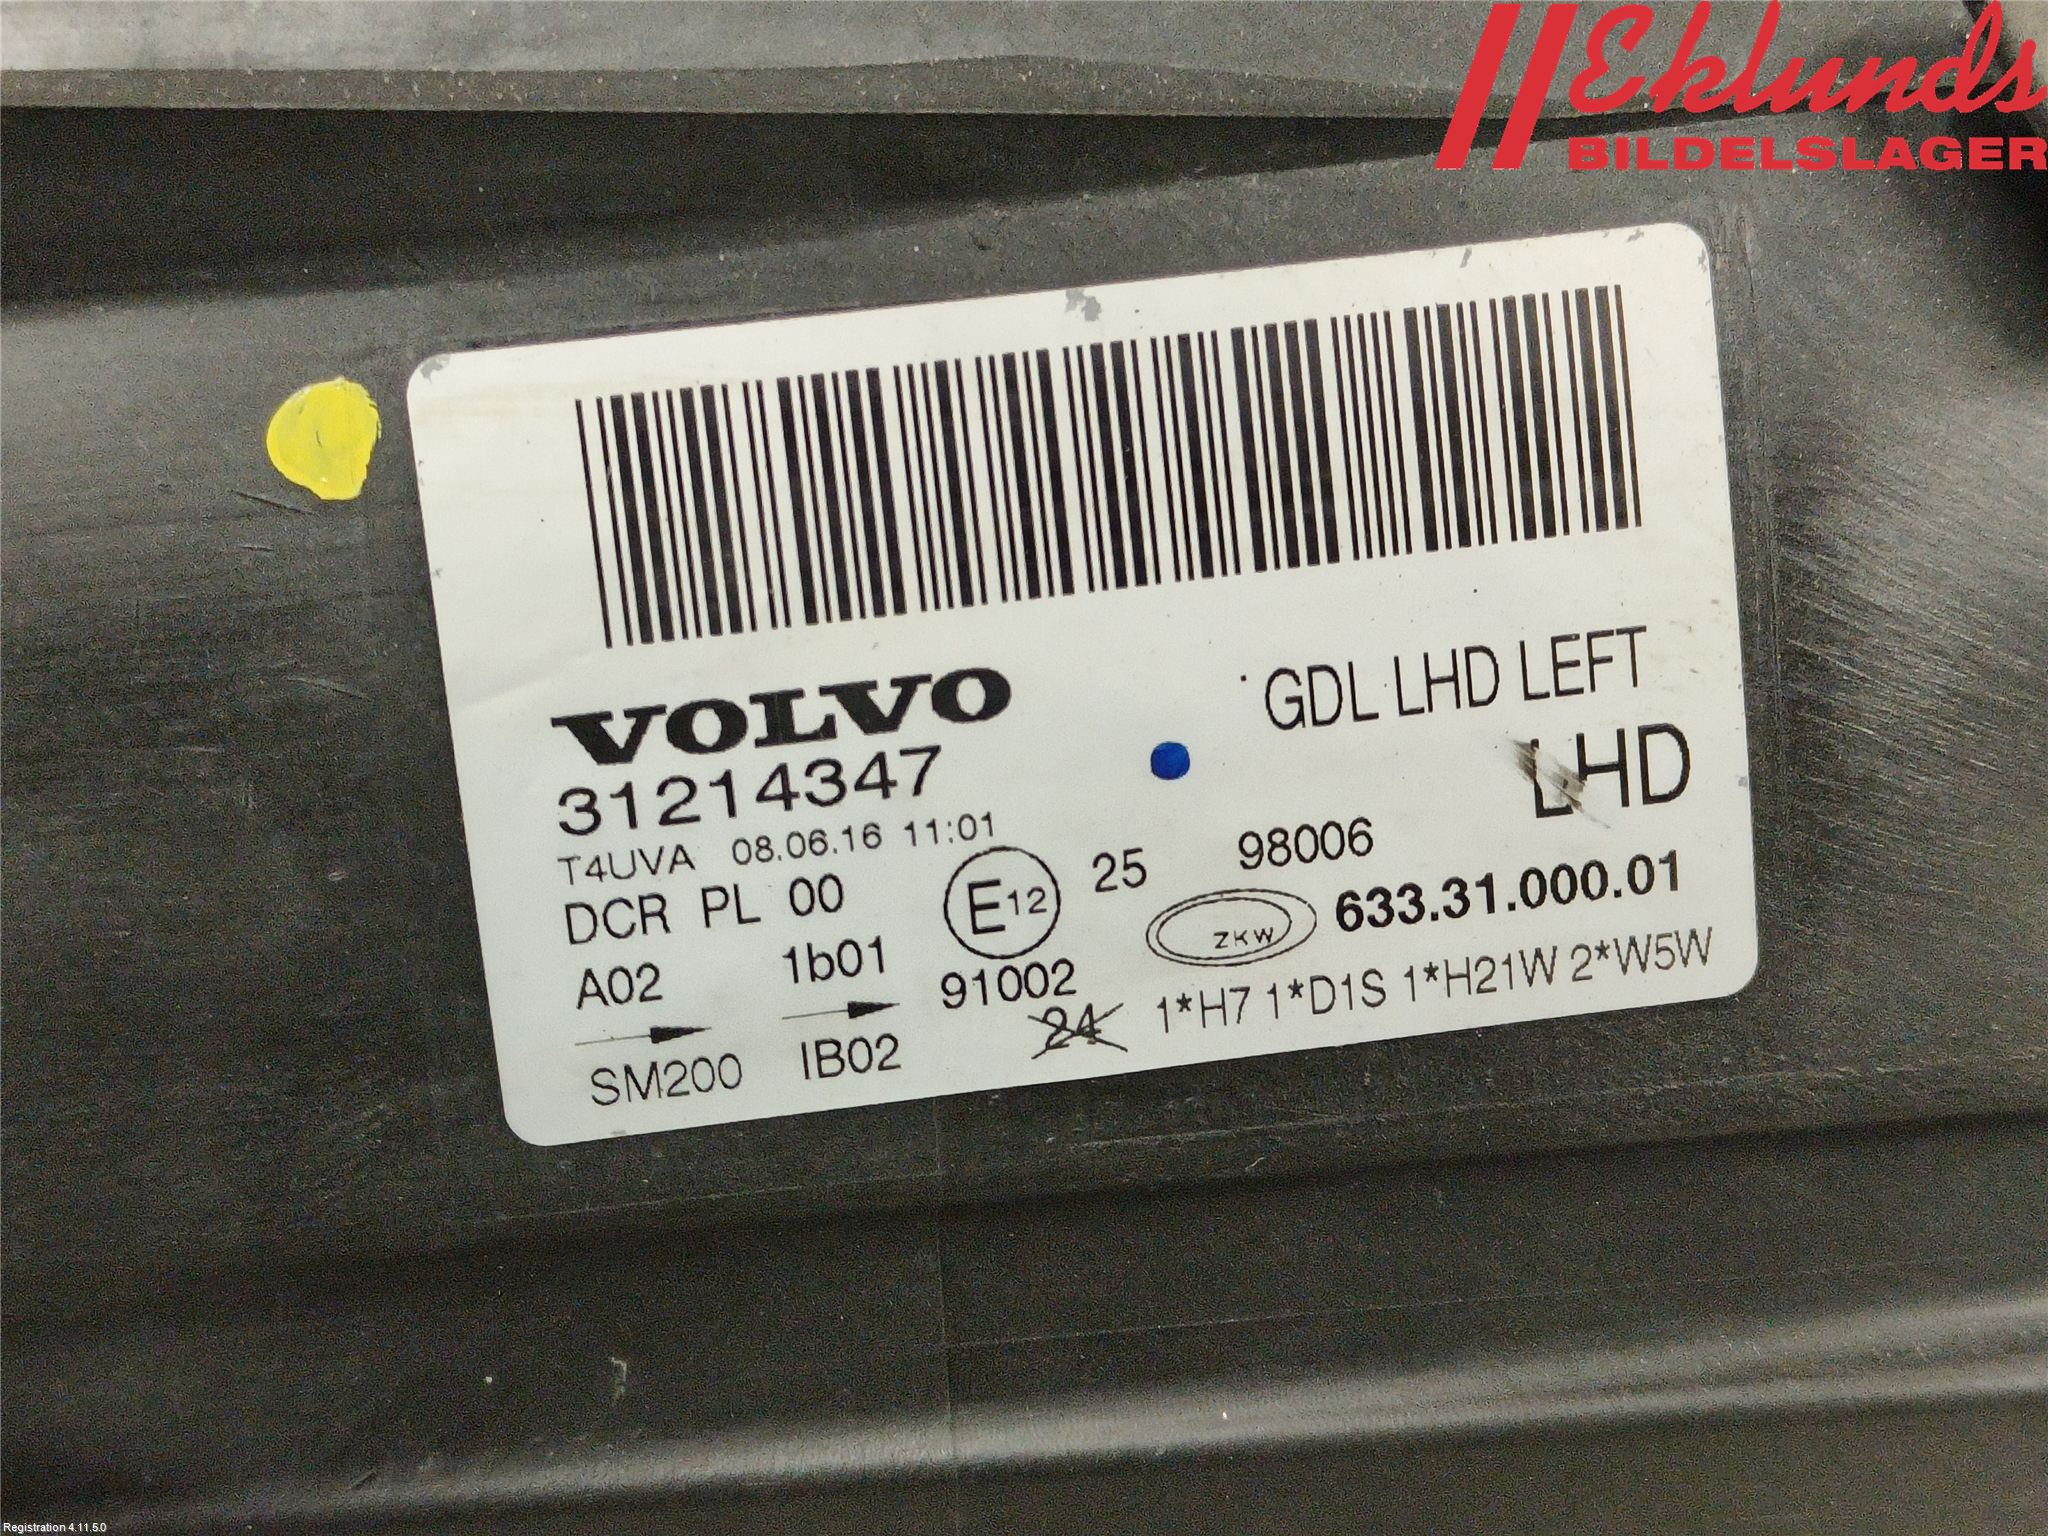 Eklunds
BILDELSLAGER
VOLVO
31214347
T4UVA 08.06.16 11:01
DCR PL 00
A02 1b01
SM200 IB02
E12
91002
24
25
GDL LHD LEFT
LHD
98006
ZKW 633.31.000.01
1*H7 1*D1S 1*H21W 2*W5W
Registration 4.11.5.0